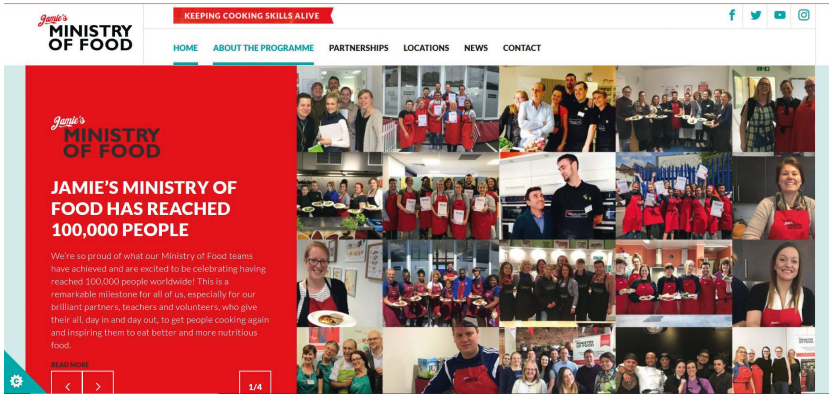 Jamie's
MINISTRY
OF FOOD
KEEPING COOKING SKILLS ALIVE
HOME ABOUT THE PROGRAMME PARTNERSHIPS LOCATIONS NEWS CONTACT
Jamie's
MINISTRY
OF FOOD
JAMIE'S MINISTRY OF
FOOD HAS REACHED
100,000 PEOPLE
We're so proud of what our Ministry of Food teams
have achieved and are excited to be celebrating having
reached 100,000 people worldwide! This is a
remarkable milestone for all of us, especially for our
brilliant partners, teachers and volunteers, who give
their all, day in and day out, to get people cooking again
and inspiring them to eat better and more nutritious
food.
READ MORE
1/4